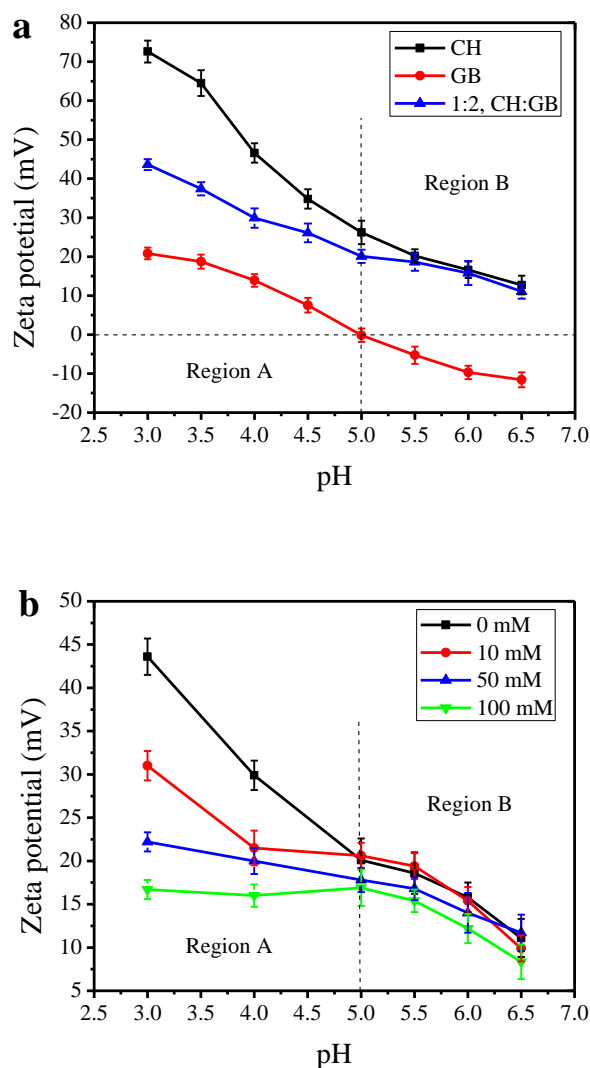 a
80
70
60
50
40
30
20
10
0
-10
-20
Zeta potetial (mV)
CH
GB
1:2, CH:GB
Region B
Region A
2.5 3.0 3.5 4.0 4.5 5.0 5.5 6.0 6.5 7.0
pH
b
50
45
40
35
30
25
20
15
10
5
Zeta potential (mV)
0 mM
10 mM
50 mM
100 mM
Region B
Region A
2.5 3.0 3.5 4.0 4.5 5.0 5.5 6.0 6.5 7.0
pH